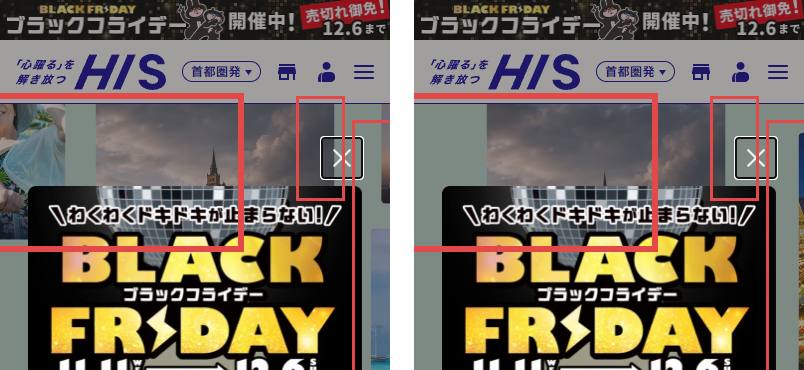 BLACK FRIDAY
ブラックフライデー
開催中!
売切れ御免!
12.6まで
「心躍る」を
解き放つ
HIS
首都圏発
わくわくドキドキが止まらない!
BLACK
ブラックフライデー
FRIDAY
BLACK FRIDAY
ブラックフライデー
開催中!
売切れ御免!
12.6まで
「心躍る」を
解き放つ
HIS
首都圏発
わくわくドキドキが止まらない!
BLACK
ブラックフライデー
FRIDAY